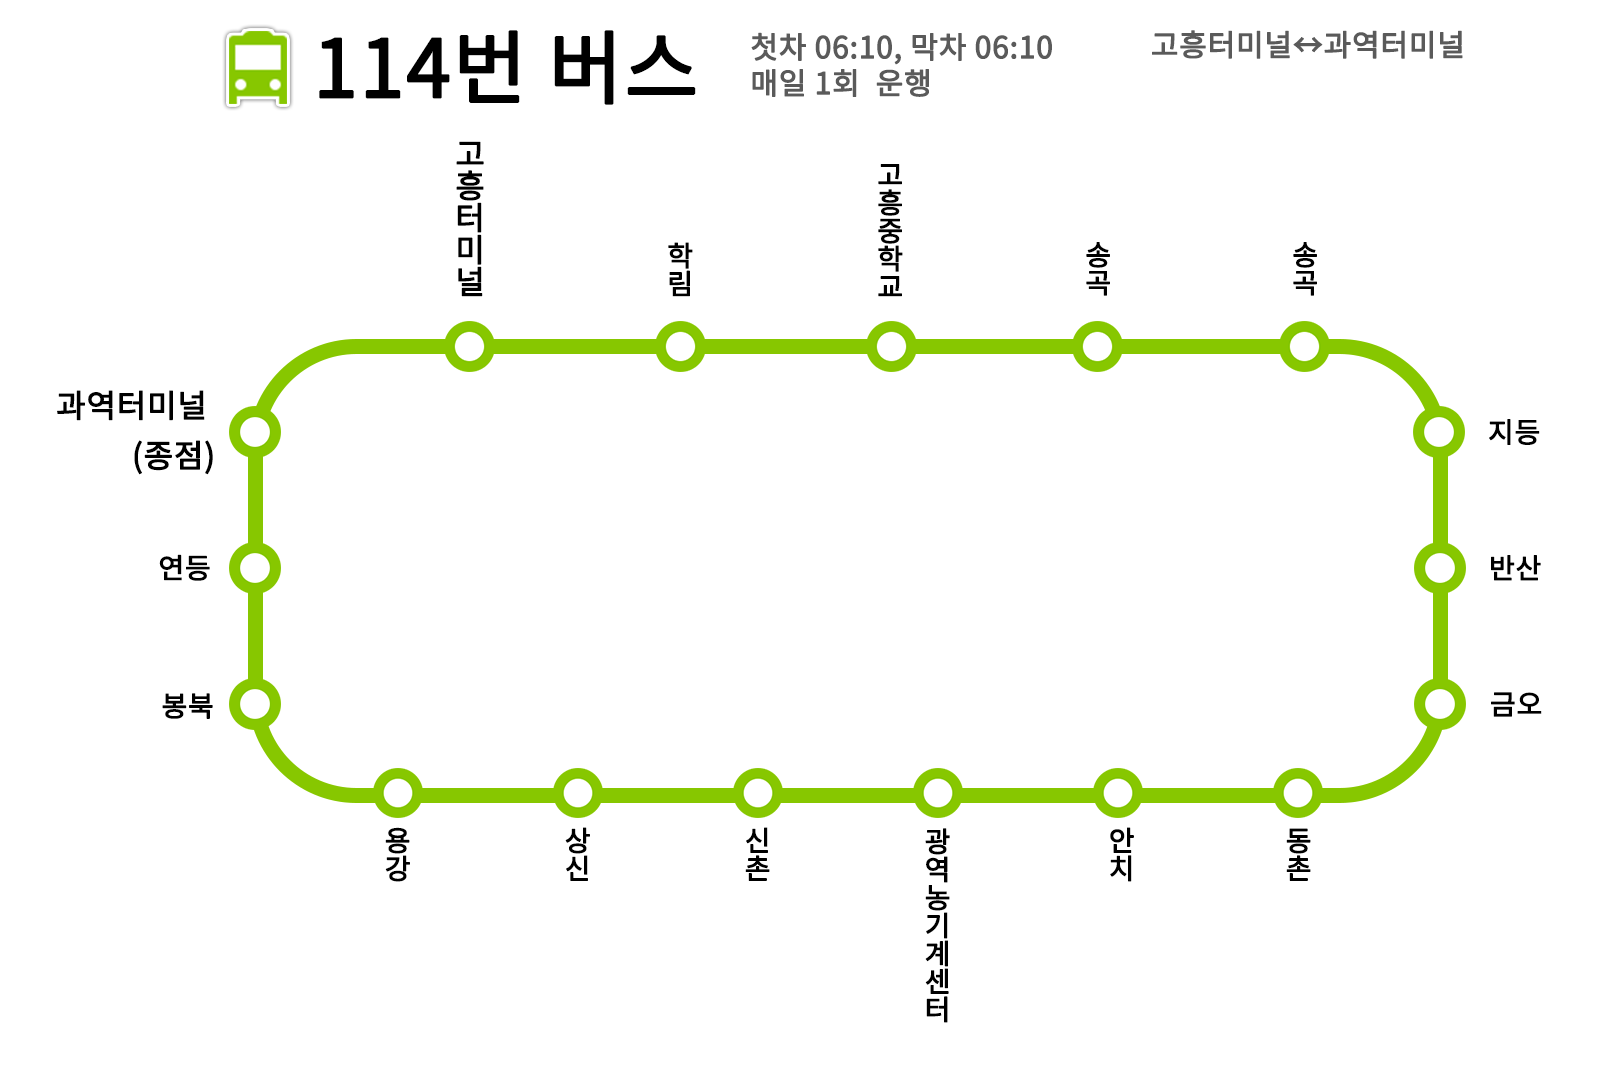 114번 버스
첫차 06:10, 막차 06:10
매일 1회 운행
고흥터미널↔과역터미널
고흥터미널
학림
고흥중학교
송곡
송곡
지등
반산
금오
동촌
안치
광역농기계센터
신촌
상신
용강
봉북
연등
과역터미널
(종점)